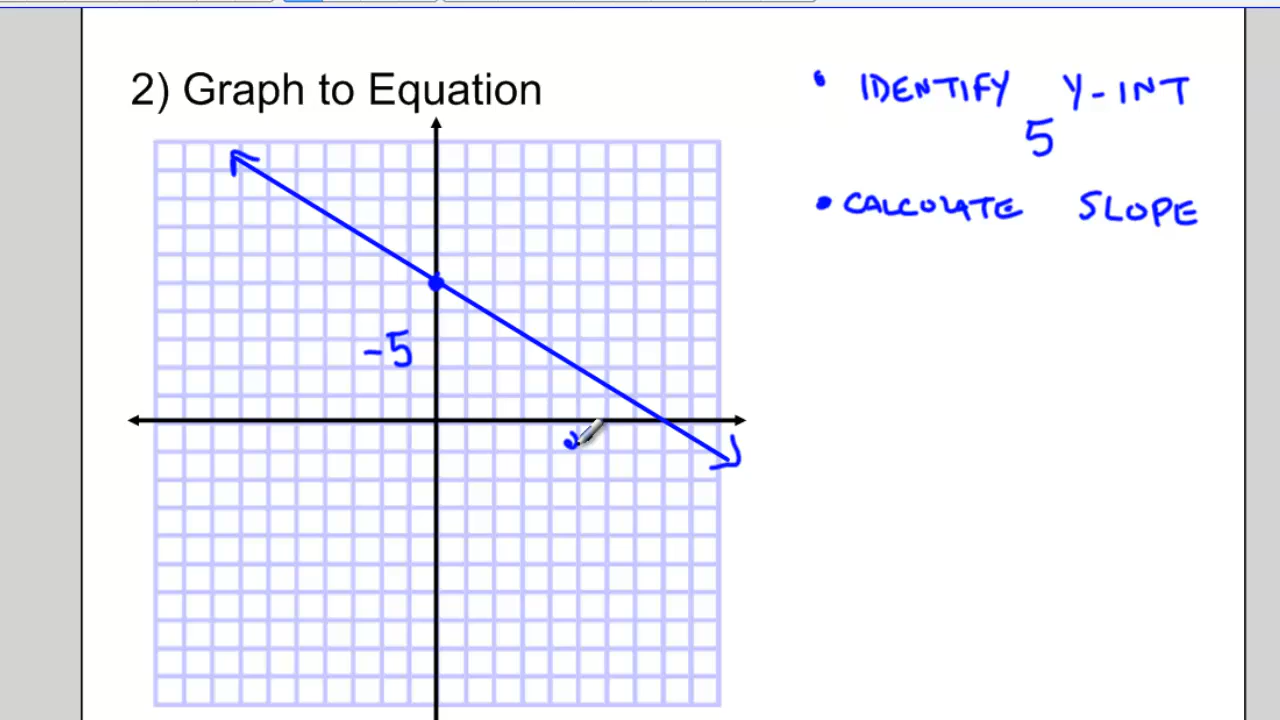 2) Graph to Equation
• IDENTIFY Y-INT
5
• CALCULATE SLOPE
-5